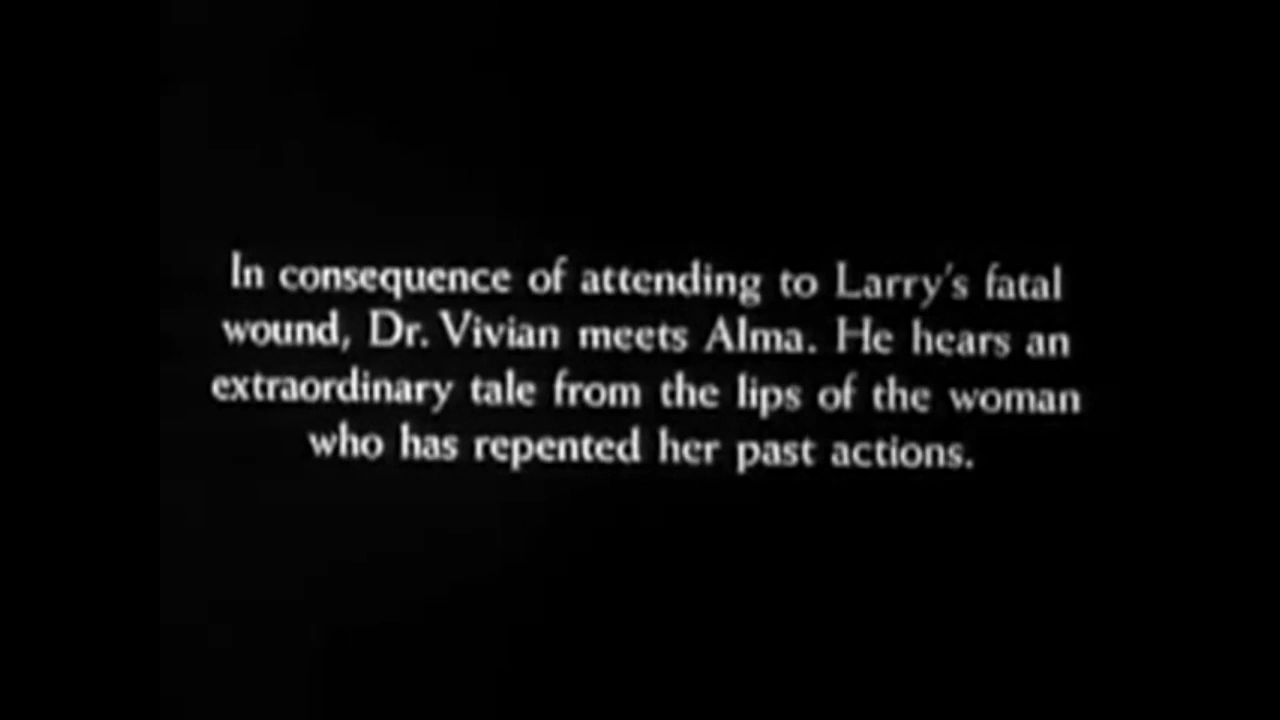 In consequence of attending to Larry's fatal
wound, Dr. Vivian meets Alma. He hears an
extraordinary tale from the lips of the woman
who has repented her past actions.